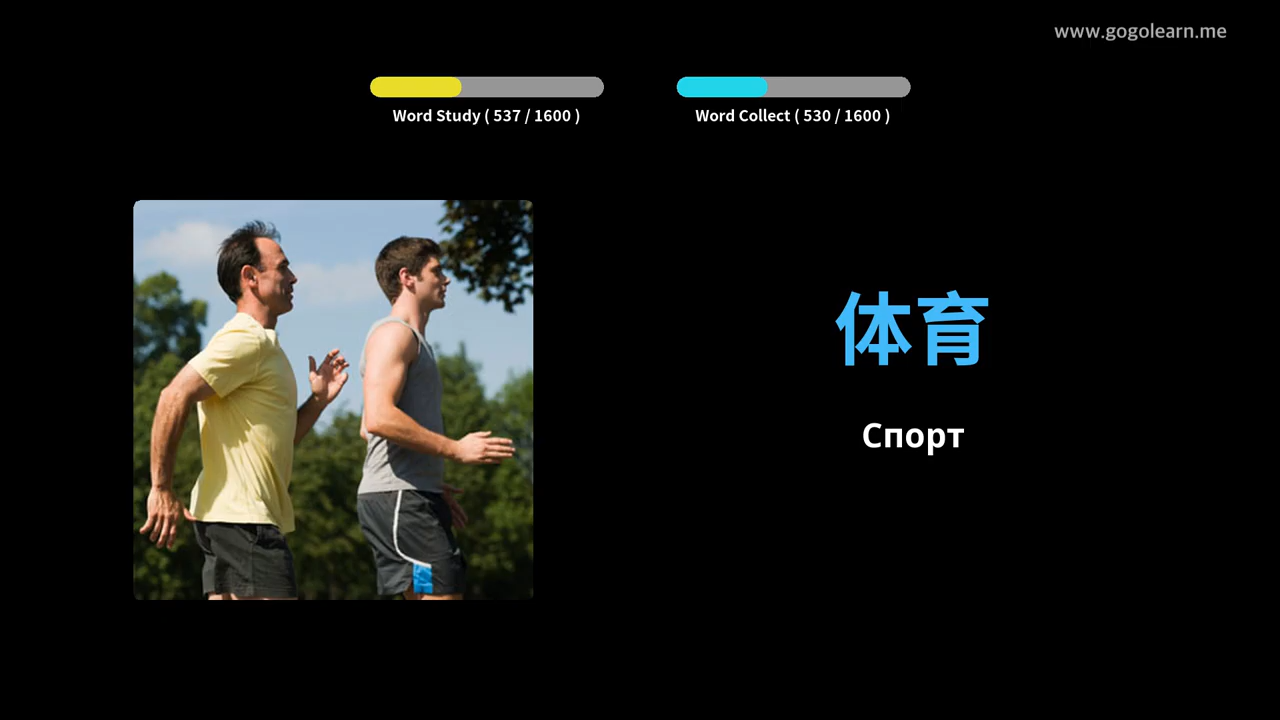 www.gogolearn.me
Word Study ( 537 / 1600 )
Word Collect ( 530 / 1600 )
体育
Спорт